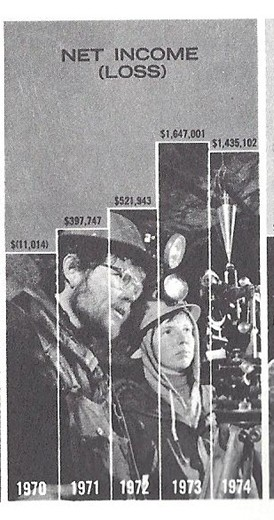 NET INCOME
(LOSS)
$1,647,001
$1,435,102
$521,943
$397,747
$(11,014)
1970 1971 1972 1973 1974